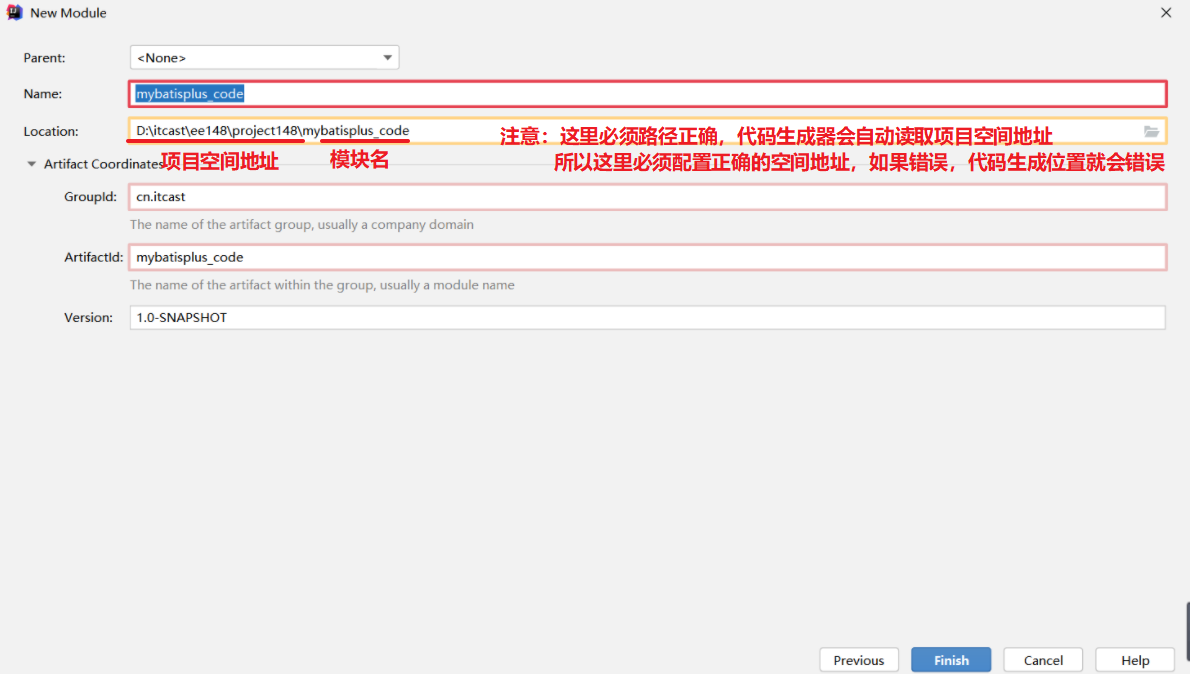 New Module
Parent: <None>
Name: mybatisplus_code
Location: D:\itcast\ee148\project148\mybatisplus_code
注意：这里必须路径正确，代码生成器会自动读取项目空间地址
所以这里必须配置正确的空间地址，如果错误，代码生成位置就会错误
Artifact Coordinates
项目空间地址 模块名
GroupId: cn.itcast
The name of the artifact group, usually a company domain
ArtifactId: mybatisplus_code
The name of the artifact within the group, usually a module name
Version: 1.0-SNAPSHOT
Previous Finish Cancel Help